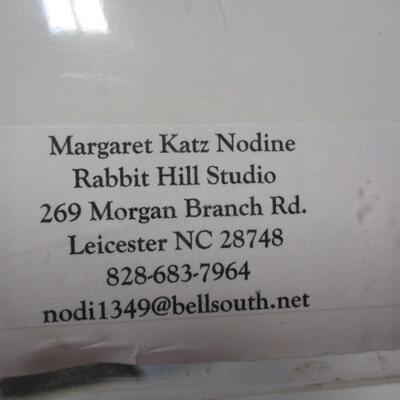 Margaret Katz Nodine
Rabbit Hill Studio
269 Morgan Branch Rd.
Leicester NC 28748
828-683-7964
nodi1349@bellsouth.net